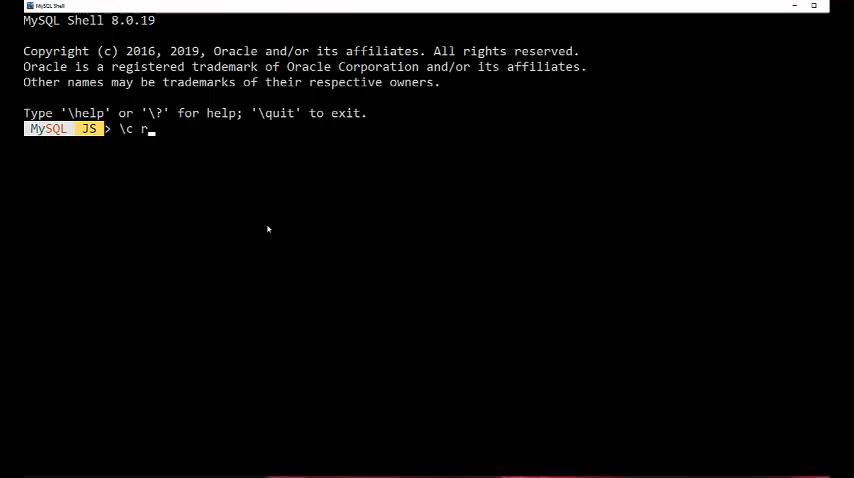 MySQL Shell
MySQL Shell 8.0.19
Copyright (c) 2016, 2019, Oracle and/or its affiliates. All rights reserved.
Oracle is a registered trademark of Oracle Corporation and/or its affiliates.
Other names may be trademarks of their respective owners.
Type '\help' or '\?' for help; '\quit' to exit.
MySQL JS > \c r_